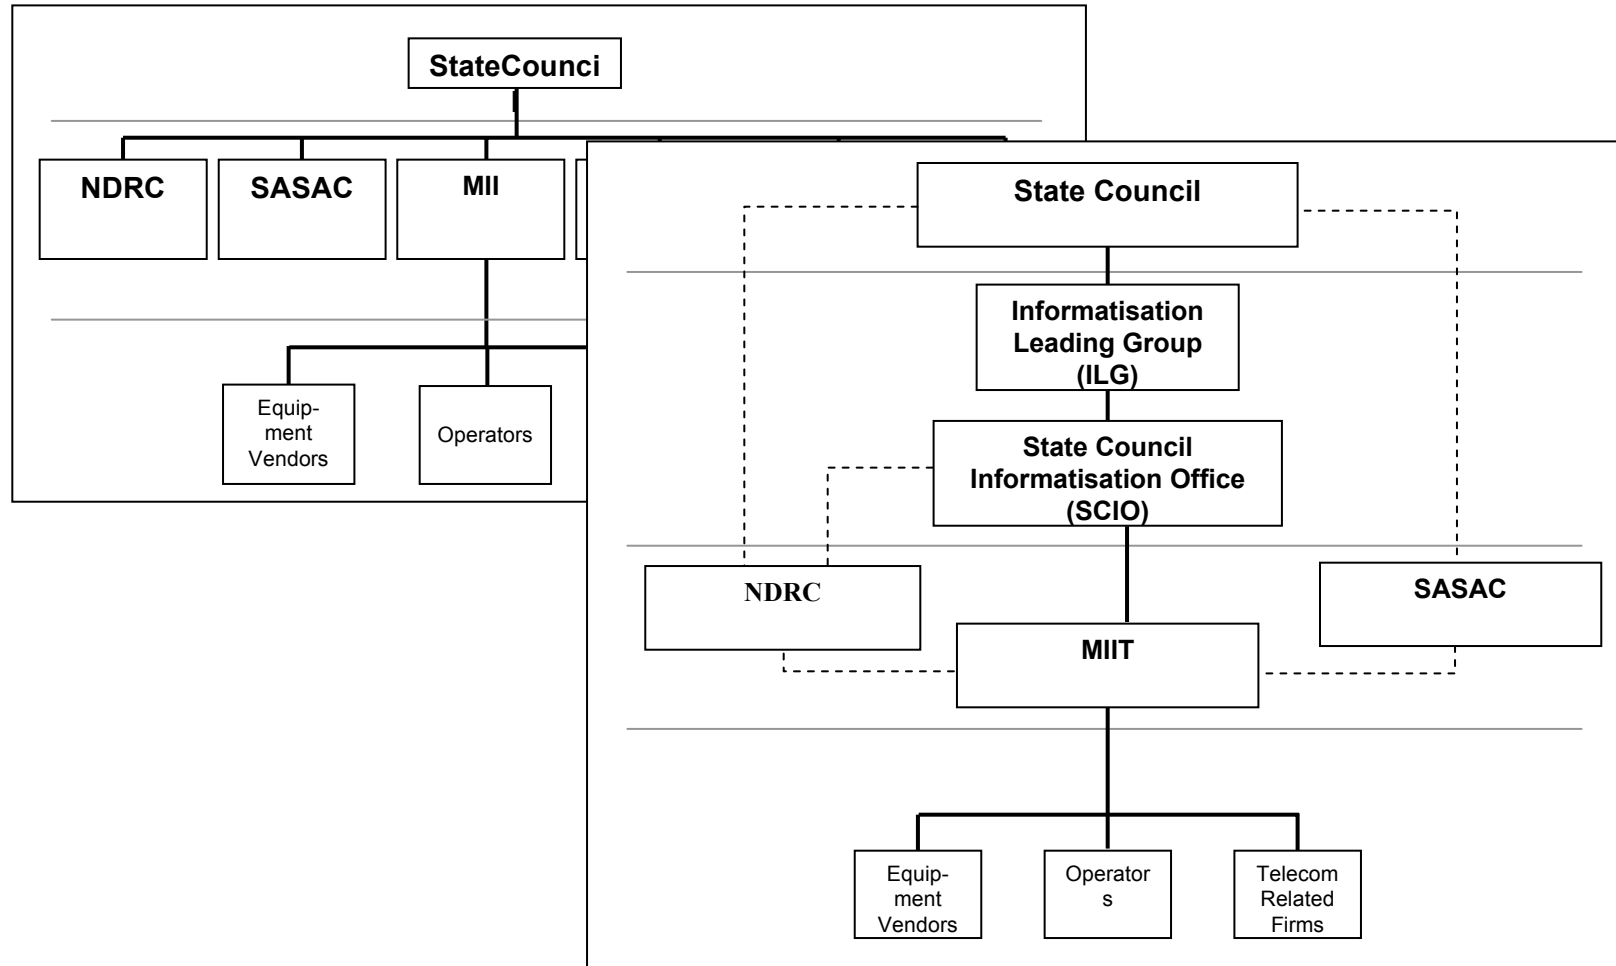 StateCounci
NDRC
SASAC
MII
Equip-
ment
Vendors
Operators
State Council
Informatisation
Leading Group
(ILG)
State Council
Informatisation Office
(SCIO)
NDRC
SASAC
MIIT
Equip-
ment
Vendors
Operator
s
Telecom
Related
Firms